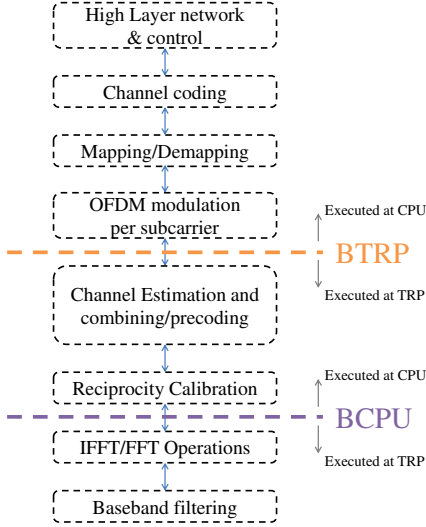 High Layer network
& control
Channel coding
Mapping/Demapping
OFDM modulation
per subcarrier
Executed at CPU
BTRP
Executed at TRP
Channel Estimation and
combining/precoding
Executed at CPU
Reciprocity Calibration
BCPU
IFFT/FFT Operations
Executed at TRP
Baseband filtering